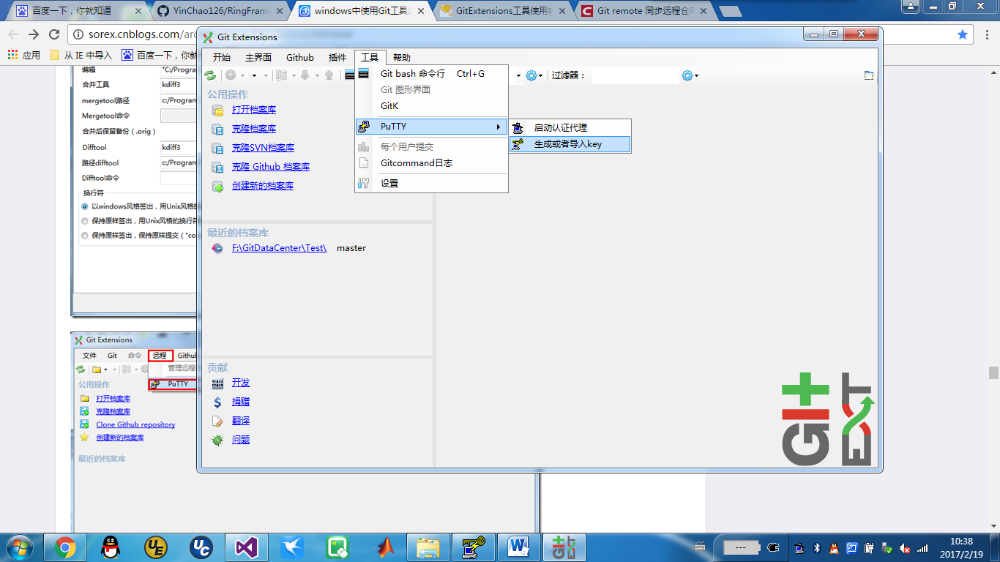 百度一下，你就知道
YinChao126/RingFrame
windows中使用Git工具
GitExtensions工具使用
Git remote 同步远程仓
sorex.cnblogs.com/arc
应用
从 IE 中导入
百度一下，你就
Git Extensions
开始 主界面 Github 插件 工具 帮助
过滤器：
Git bash 命令行 Ctrl+G
Git 图形界面
GitK
PuTTY
每个用户提交
Gitcommand日志
设置
启动认证代理
生成或者导入key
公用操作
打开档案库
克隆档案库
克隆SVN档案库
克隆 Github 档案库
创建新的档案库
最近的档案库
F:\GitDataCenter\Test\ master
贡献
开发
捐赠
翻译
问题
GIt
EXT
编辑 "C:/Progra
合并工具 kdiff3
mergetool路径 c:/Program
Mergetool命令
合并后保留备份（.orig）
Difftool kdiff3
路径difftool c:/Program
Difftool命令
换行符
以windows风格签出，用Unix风格
保持原样签出，用Unix风格的换行符
保持原样签出，保持原样提交（"co
Git Extensions
文件 Git 命令 远程 Github
管理远程
PuTTY
公用操作
打开档案库
克隆档案库
Clone Github repository
创建新的档案库
最近的档案库
UE
UC
---
10:38
2017/2/19